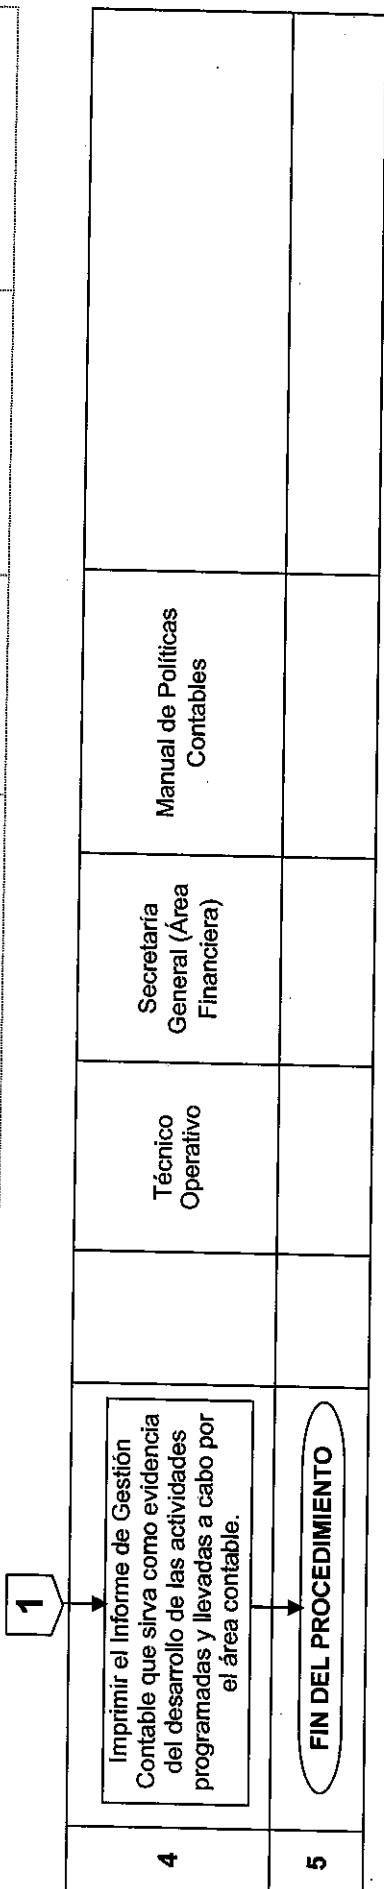 1
4
Imprimir el Informe de Gestión
Contable que sirva como evidencia
del desarrollo de las actividades
programadas y llevadas a cabo por
el área contable.
Técnico
Operativo
Secretaría
General (Área
Financiera)
Manual de Políticas
Contables
5
FIN DEL PROCEDIMIENTO